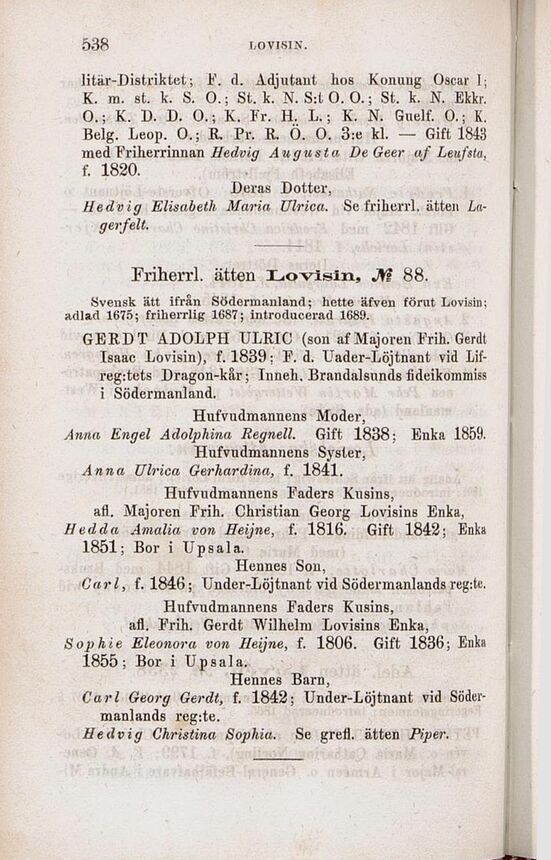 538
LOVISIN.
litär-Distriktet; F. d. Adjutant hos Konung Oscar I;
K. m. st. k. S. O.; St. k. N. S:t O. O.; St. k. N. Ekkr.
O.; K. D. D. O.; K. Fr. H. L.; K. N. Guelf. O.; K.
Belg. Leop. O.; R. Pr. R. Ö. O. 3:e kl. — Gift 1843
med Friherrinnan Hedvig Augusta De Geer af Leufsta,
f. 1820.
Deras Dotter,
Hedvig Elisabeth Maria Ulrica. Se friherrl. ätten La-
gerfelt.
Friherrl. ätten Lovisin, № 88.
Svensk ätt ifrån Södermanland; hette äfven förut Lovisin;
adlad 1675; friherrlig 1687; introducerad 1689.
GERDT ADOLPH ULRIC (son af Majoren Frih. Gerdt
Isaac Lovisin), f. 1839; F. d. Uader-Löjtnant vid Lif-
reg:tets Dragon-kår; Inneh. Brandalsunds fideikommiss
i Södermanland.
Hufvudmannens Moder,
Anna Engel Adolphina Regnell. Gift 1838; Enka 1859.
Hufvudmannens Syster,
Anna Ulrica Gerhardina, f. 1841.
Hufvudmannens Faders Kusins,
afl. Majoren Frih. Christian Georg Lovisins Enka,
Hedda Amalia von Heijne, f. 1816. Gift 1842; Enka
1851; Bor i Upsala.
Hennes Son,
Carl, f. 1846; Under-Löjtnant vid Södermanlands reg:te.
Hufvudmannens Faders Kusins,
afl. Frih. Gerdt Wilhelm Lovisins Enka,
Sophie Eleonora von Heijne, f. 1806. Gift 1836; Enka
1855; Bor i Upsala.
Hennes Barn,
Carl Georg Gerdt, f. 1842; Under-Löjtnant vid Söder-
manlands reg:te.
Hedvig Christina Sophia. Se grefl. ätten Piper.